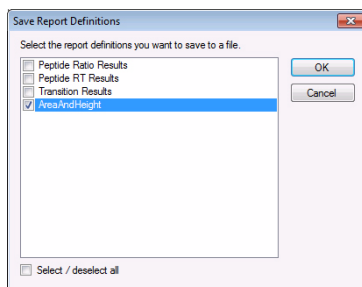 Save Report Definitions
Select the report definitions you want to save to a file.
Peptide Ratio Results
Peptide RT Results
Transition Results
AreaAndHeight
OK
Cancel
Select / deselect all